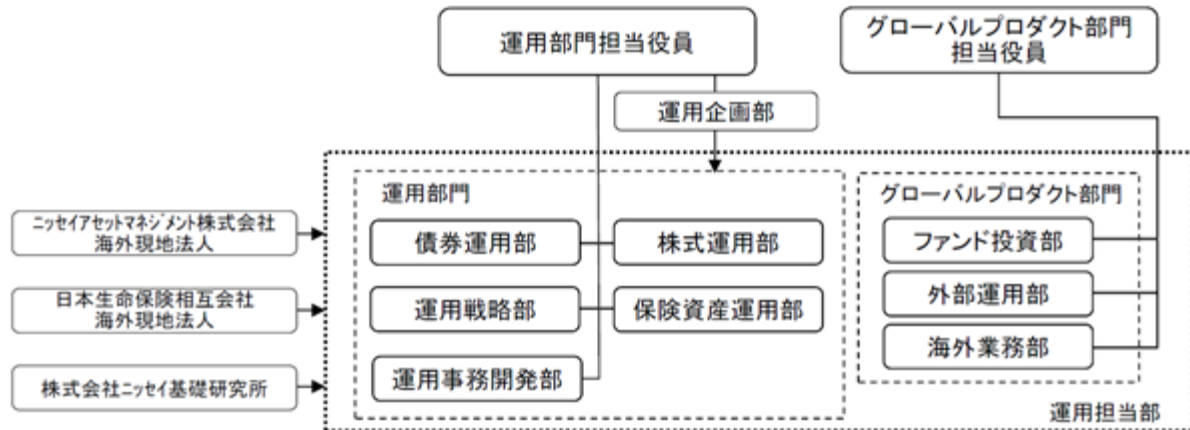 運用部門担当役員
グローバルプロダクト部門
担当役員
運用企画部
運用部門
グローバルプロダクト部門
ニッセイアセットマネジメント株式会社
海外現地法人
債券運用部
株式運用部
ファンド投資部
日本生命保険相互会社
海外現地法人
運用戦略部
保険資産運用部
外部運用部
海外業務部
株式会社ニッセイ基礎研究所
運用事務開発部
運用担当部